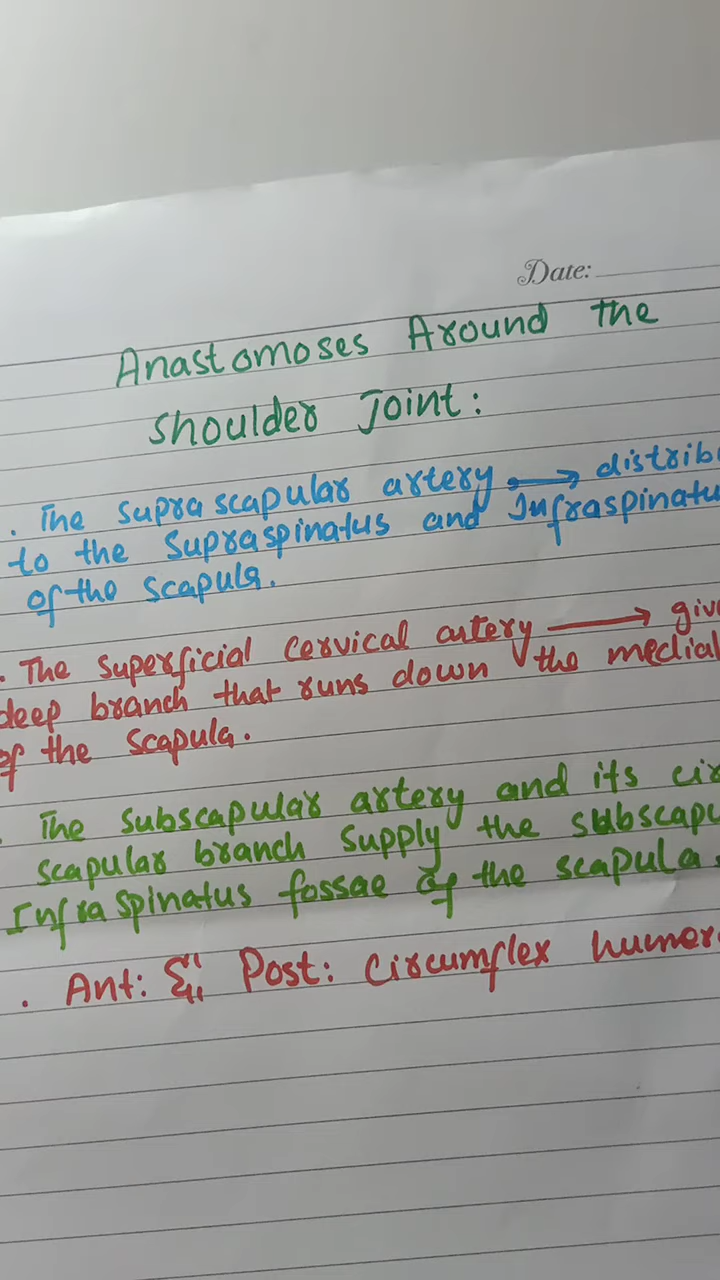 Date:
Anastomoses Around the
Shoulder Joint:
. The suprascapular artery → distrib
to the Supraspinatus and Infraspinatu
of the Scapula.
. The superficial cervical artery → giv
deep branch that runs down the medial
of the Scapula.
. The subscapular artery and its cir
scapular branch supply the subscapu
Infraspinatus fossae of the scapula.
. Ant: & Post: circumflex humer